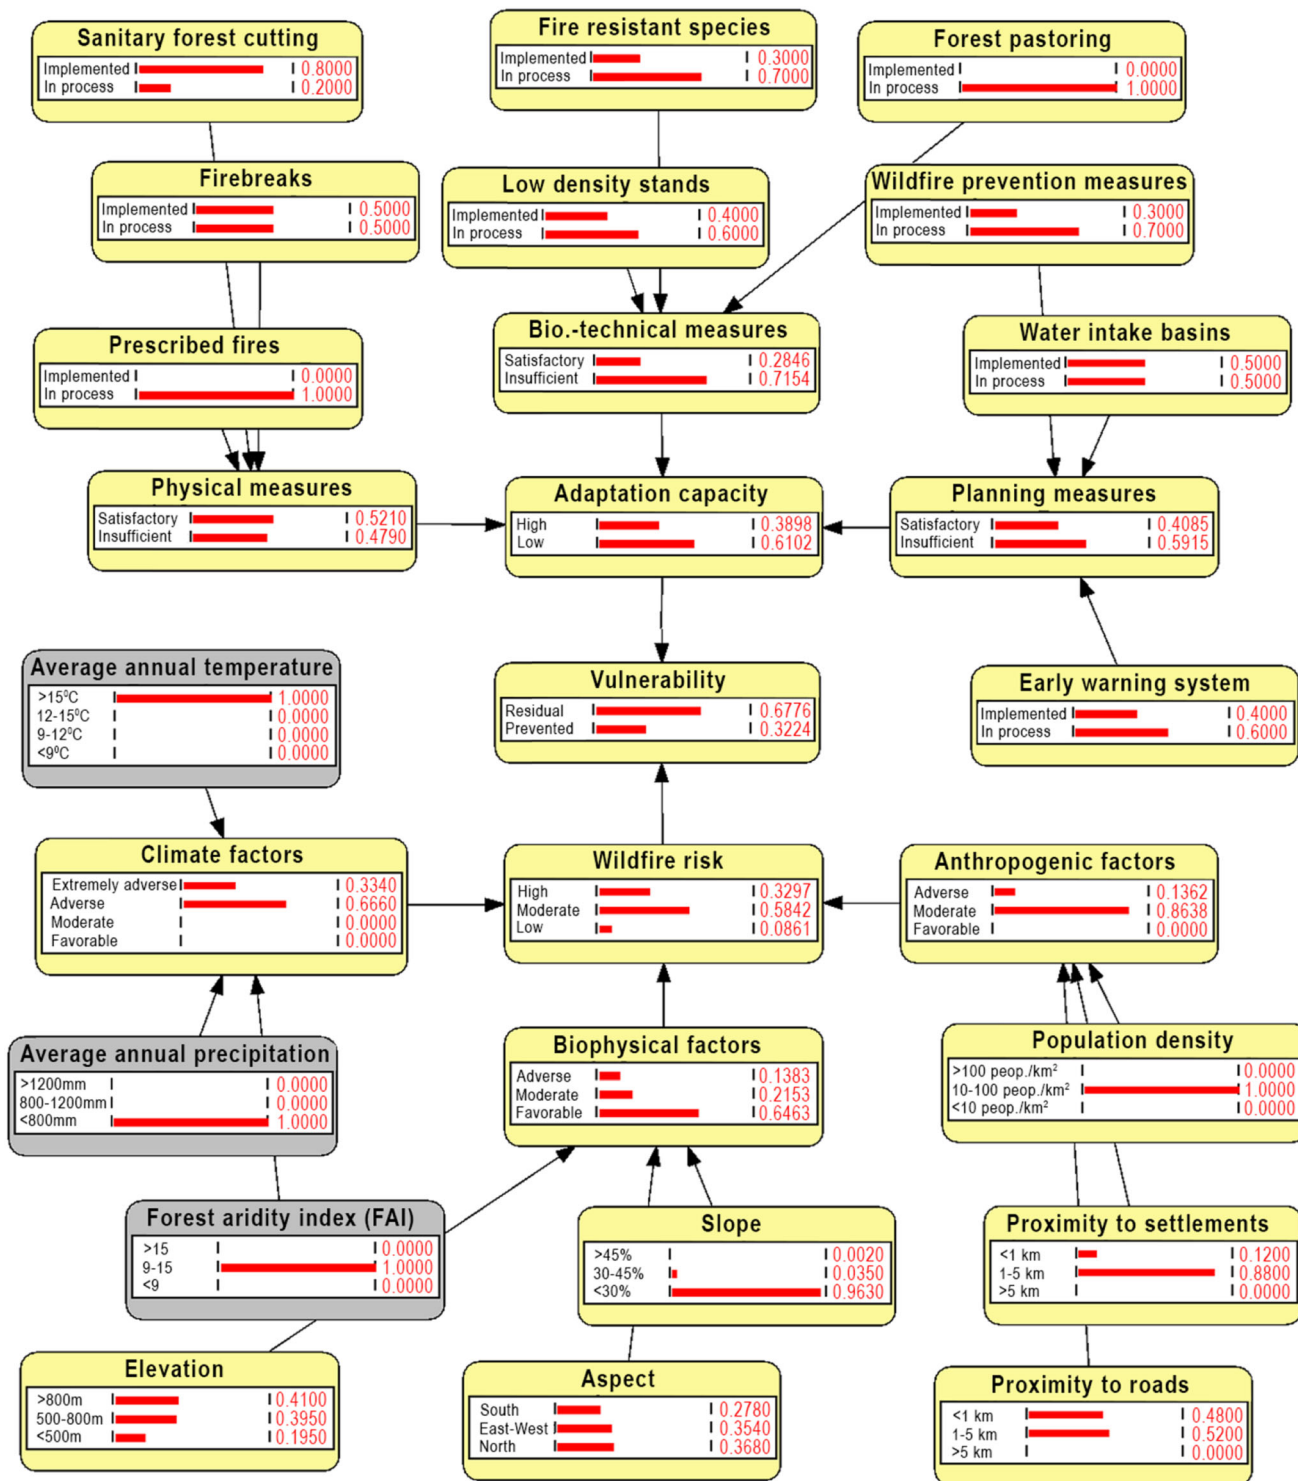 Sanitary forest cutting
Implemented 0.8000
In process 0.2000
Fire resistant species
Implemented 0.3000
In process 0.7000
Forest pastoring
Implemented 0.0000
In process 1.0000
Firebreaks
Implemented 0.5000
In process 0.5000
Low density stands
Implemented 0.4000
In process 0.6000
Wildfire prevention measures
Implemented 0.3000
In process 0.7000
Prescribed fires
Implemented 0.0000
In process 1.0000
Bio.-technical measures
Satisfactory 0.2846
Insufficient 0.7154
Water intake basins
Implemented 0.5000
In process 0.5000
Physical measures
Satisfactory 0.5210
Insufficient 0.4790
Adaptation capacity
High 0.3898
Low 0.6102
Planning measures
Satisfactory 0.4085
Insufficient 0.5915
Average annual temperature
>15⁰C 1.0000
12-15⁰C 0.0000
9-12⁰C 0.0000
<9⁰C 0.0000
Vulnerability
Residual 0.6776
Prevented 0.3224
Early warning system
Implemented 0.4000
In process 0.6000
Climate factors
Extremely adverse 0.3340
Adverse 0.6660
Moderate 0.0000
Favorable 0.0000
Wildfire risk
High 0.3297
Moderate 0.5842
Low 0.0861
Anthropogenic factors
Adverse 0.1362
Moderate 0.8638
Favorable 0.0000
Average annual precipitation
>1200mm 0.0000
800-1200mm 0.0000
<800mm 1.0000
Biophysical factors
Adverse 0.1383
Moderate 0.2153
Favorable 0.6463
Population density
>100 peop./km² 0.0000
10-100 peop./km² 1.0000
<10 peop./km² 0.0000
Forest aridity index (FAI)
>15 0.0000
9-15 1.0000
<9 0.0000
Slope
>45% 0.0020
30-45% 0.0350
<30% 0.9630
Proximity to settlements
<1 km 0.1200
1-5 km 0.8800
>5 km 0.0000
Elevation
>800m 0.4100
500-800m 0.3950
<500m 0.1950
Aspect
South 0.2780
East-West 0.3540
North 0.3680
Proximity to roads
<1 km 0.4800
1-5 km 0.5200
>5 km 0.0000